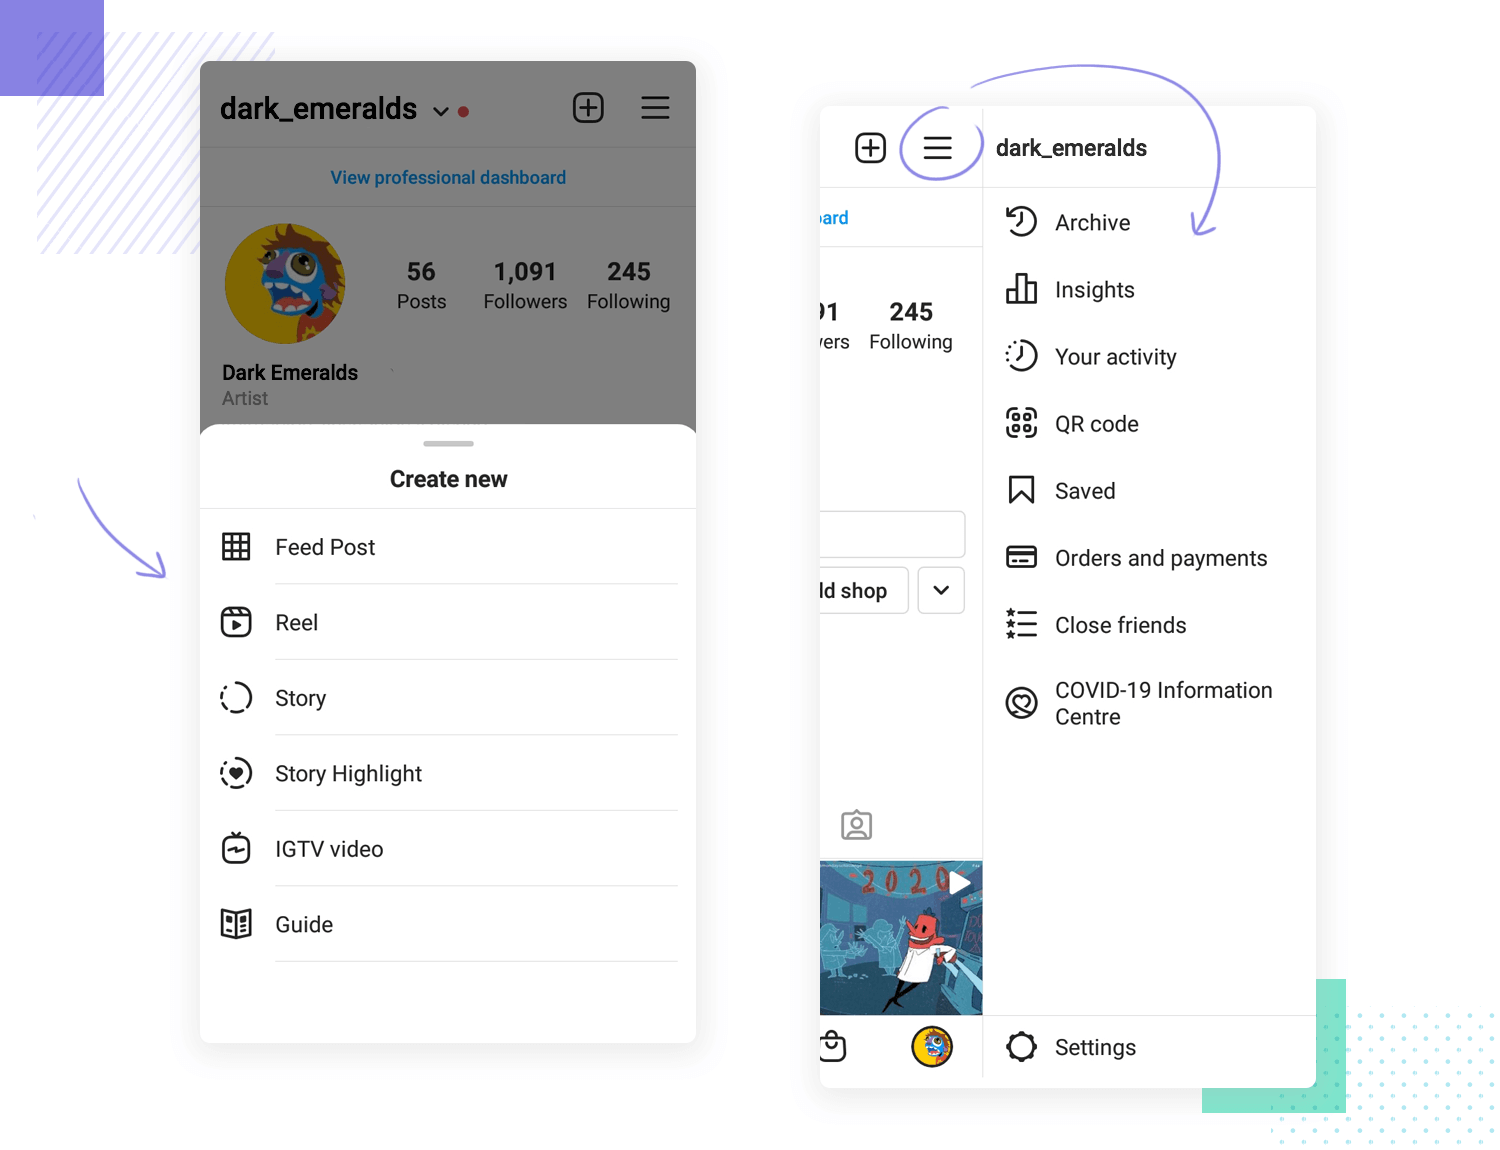 dark_emeralds
View professional dashboard
56 1,091 245
Posts Followers Following
Dark Emeralds
Artist
Create new
Feed Post
Reel
Story
Story Highlight
IGTV video
Guide
dark_emeralds
ard
91 245
ers Following
ld shop
2020
Archive
Insights
Your activity
QR code
Saved
Orders and payments
Close friends
COVID-19 Information
Centre
Settings